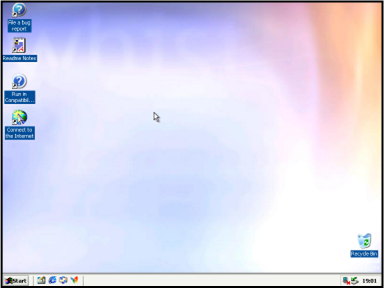 File a bug
report
Readme Notes
Run in
Compatibil...
Connect to
the Internet
Recycle Bin
Start
19:01